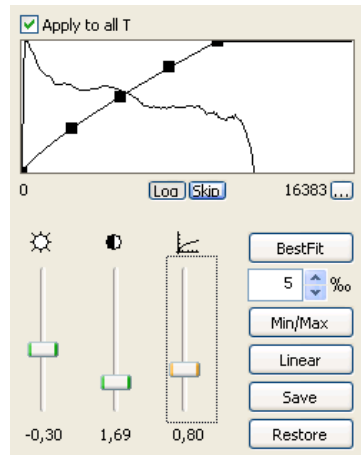 Apply to all T
0 Log Skip 16383 ...
BestFit
5 ‰
Min/Max
Linear
Save
-0,30 1,69 0,80 Restore